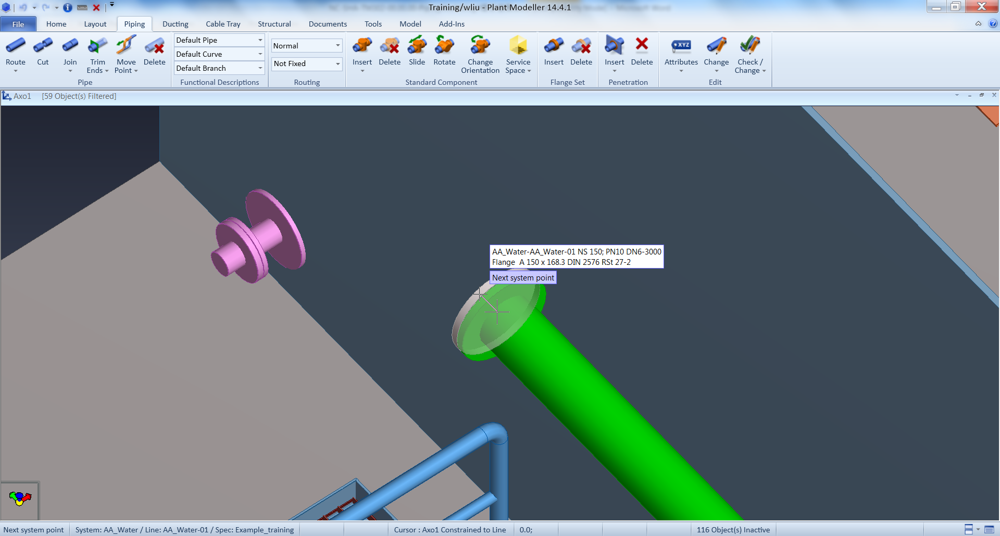 Training/wliu - Plant Modeller 14.4.1
File Home Layout Piping Ducting Cable Tray Structural Documents Tools Model Add-Ins
Route
Cut
Join
Trim
Ends
Move
Point
Delete
Pipe
Default Pipe
Default Curve
Default Branch
Functional Descriptions
Normal
Not Fixed
Routing
Insert
Delete
Slide
Rotate
Change
Orientation
Service
Space
Standard Component
Insert
Delete
Flange Set
Insert
Delete
Penetration
XYZ
Attributes
Change
Check /
Change
Edit
Axo1 [59 Object(s) Filtered]
AA_Water-AA_Water-01 NS 150; PN10 DN6-3000
Flange A 150 x 168.3 DIN 2576 RSt 27-2
Next system point
Next system point System: AA_Water / Line: AA_Water-01 / Spec: Example_training Cursor : Axo1 Constrained to Line 0.0; 116 Object(s) Inactive